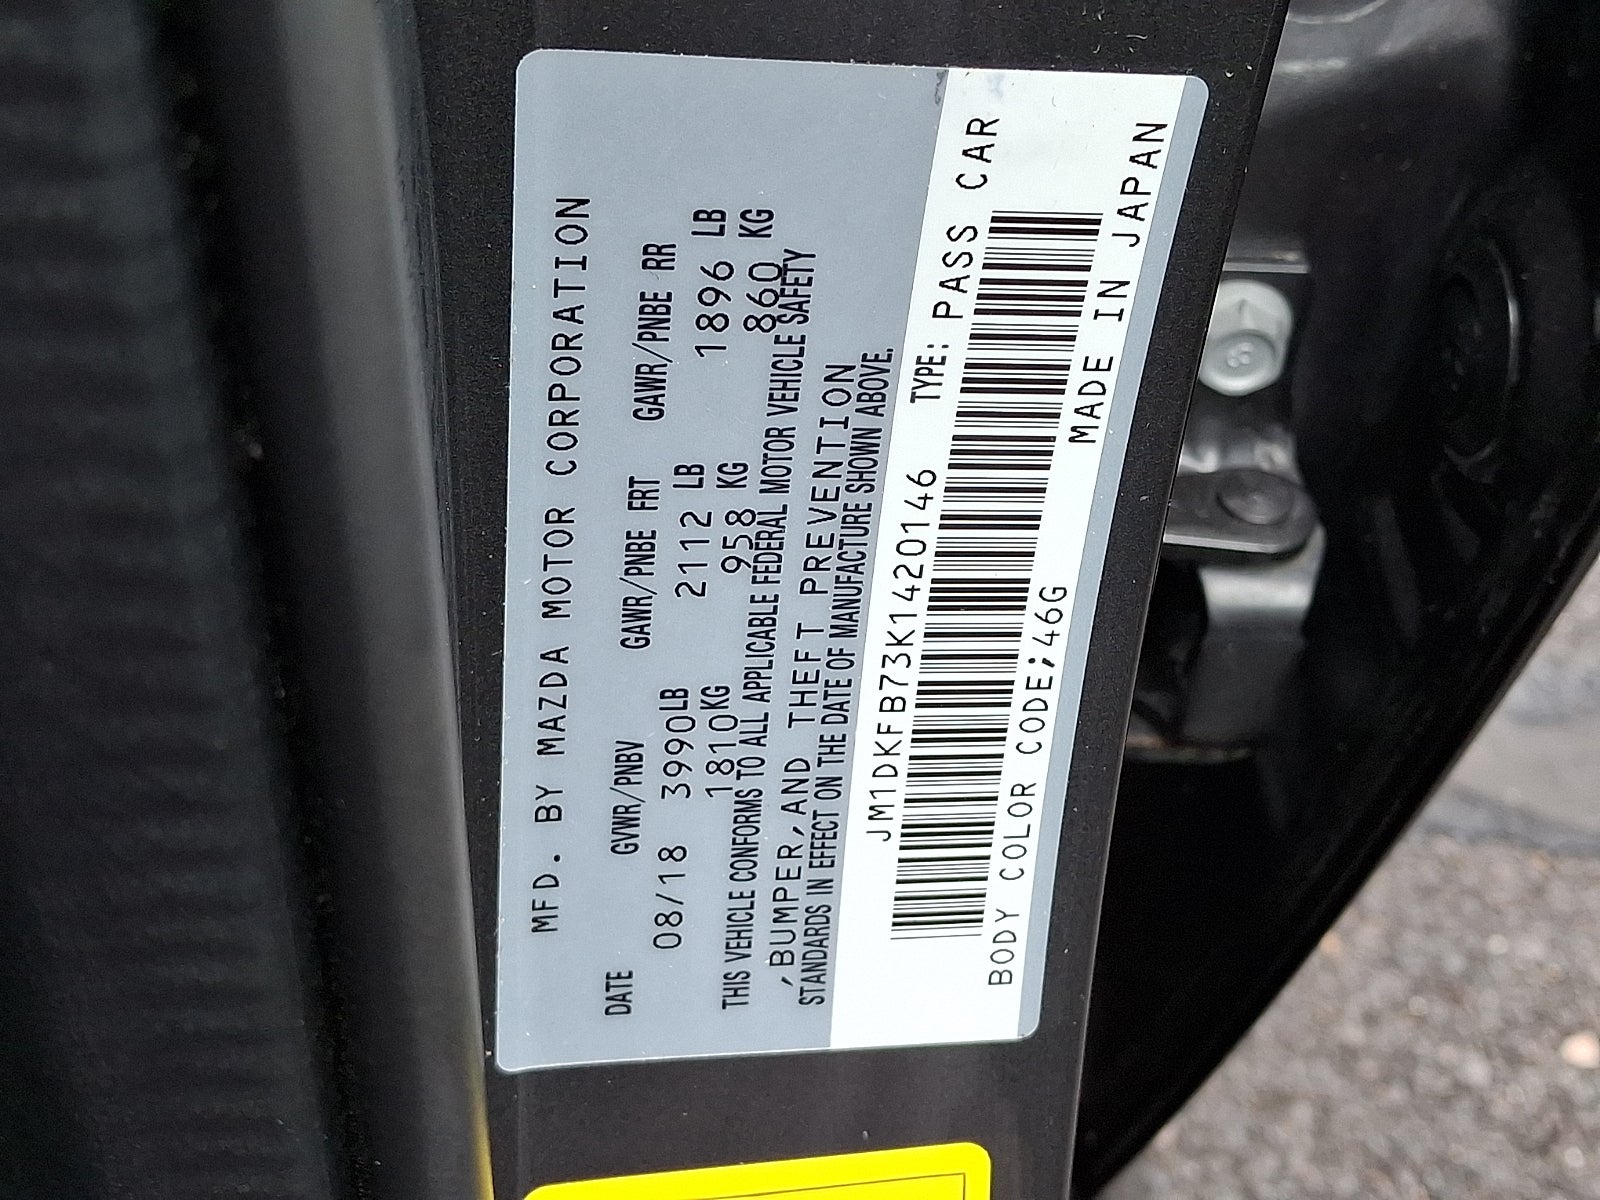 MFD. BY MAZDA MOTOR CORPORATION
DATE GVWR/PNBV GAWR/PNBE FRT GAWR/PNBE RR
08/18 3990LB 2112 LB 1896 LB
1810KG 958 KG 860 KG
THIS VEHICLE CONFORMS TO ALL APPLICABLE FEDERAL MOTOR VEHICLE SAFETY
,BUMPER,AND THEFT PREVENTION
STANDARDS IN EFFECT ON THE DATE OF MANUFACTURE SHOWN ABOVE.
JM1DKFB73K1420146 TYPE: PASS CAR
BODY COLOR CODE;46G MADE IN JAPAN
8